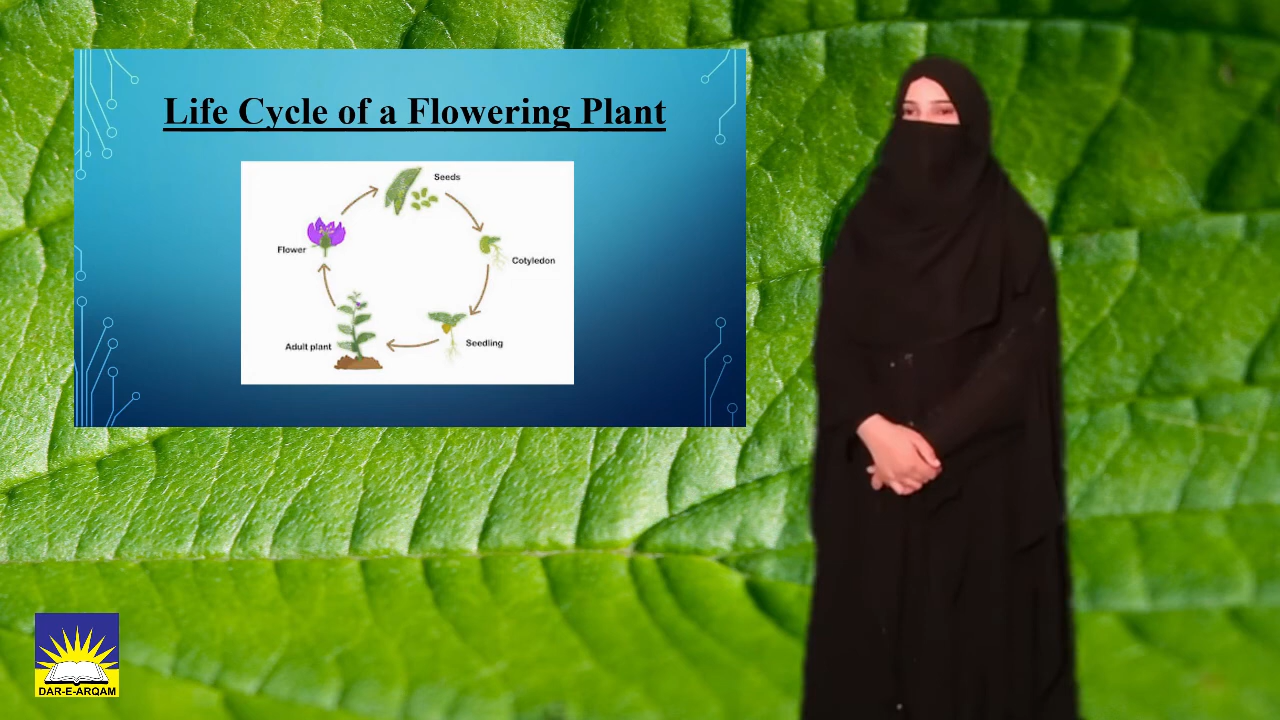 Life Cycle of a Flowering Plant
Seeds
Cotyledon
Seedling
Adult plant
Flower
DAR-E-ARQAM